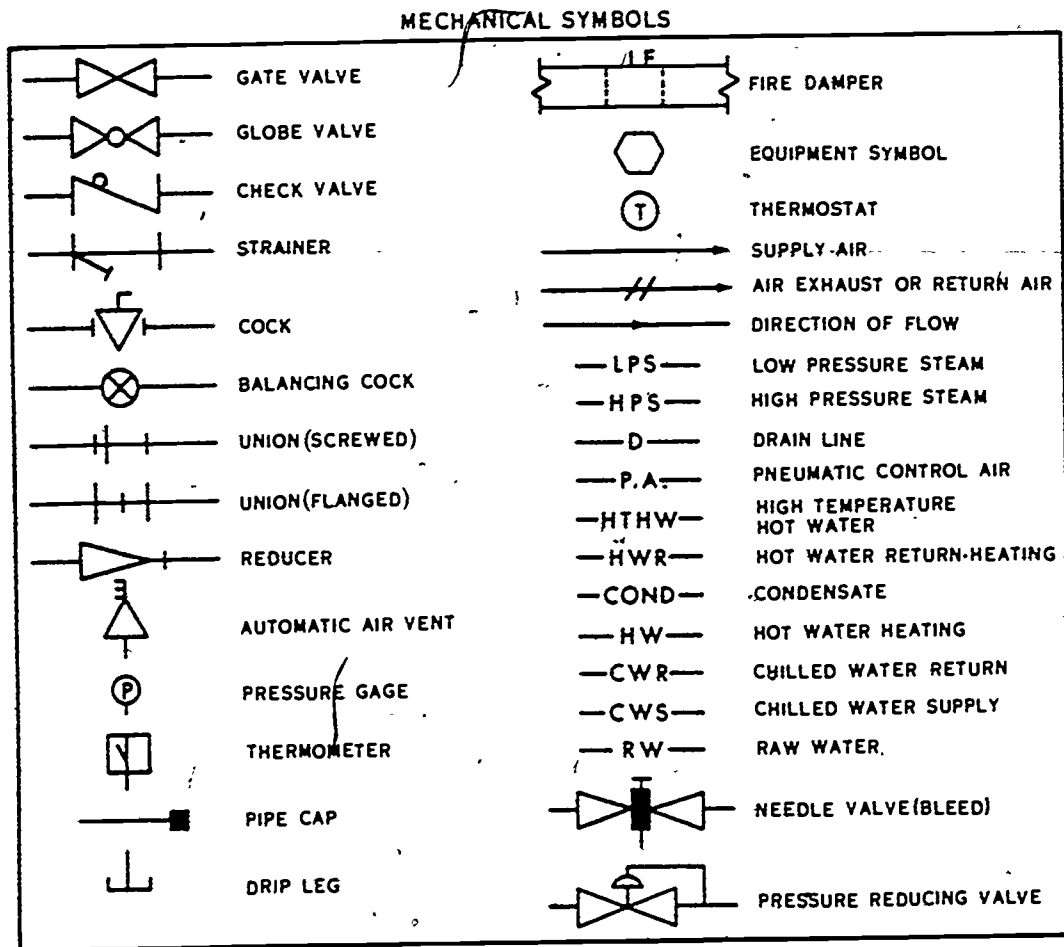 MECHANICAL SYMBOLS
GATE VALVE
GLOBE VALVE
CHECK VALVE
STRAINER
COCK
BALANCING COCK
UNION(SCREWED)
UNION(FLANGED)
REDUCER
AUTOMATIC AIR VENT
P
PRESSURE GAGE
THERMOMETER
PIPE CAP
DRIP LEG
FIRE DAMPER
EQUIPMENT SYMBOL
T
THERMOSTAT
SUPPLY AIR
AIR EXHAUST OR RETURN AIR
DIRECTION OF FLOW
LPS LOW PRESSURE STEAM
HPS HIGH PRESSURE STEAM
D DRAIN LINE
P.A. PNEUMATIC CONTROL AIR
HTHW HIGH TEMPERATURE
HOT WATER
HWR HOT WATER RETURN-HEATING
COND CONDENSATE
HW HOT WATER HEATING
CWR CHILLED WATER RETURN
CWS CHILLED WATER SUPPLY
RW RAW WATER
NEEDLE VALVE(BLEED)
PRESSURE REDUCING VALVE